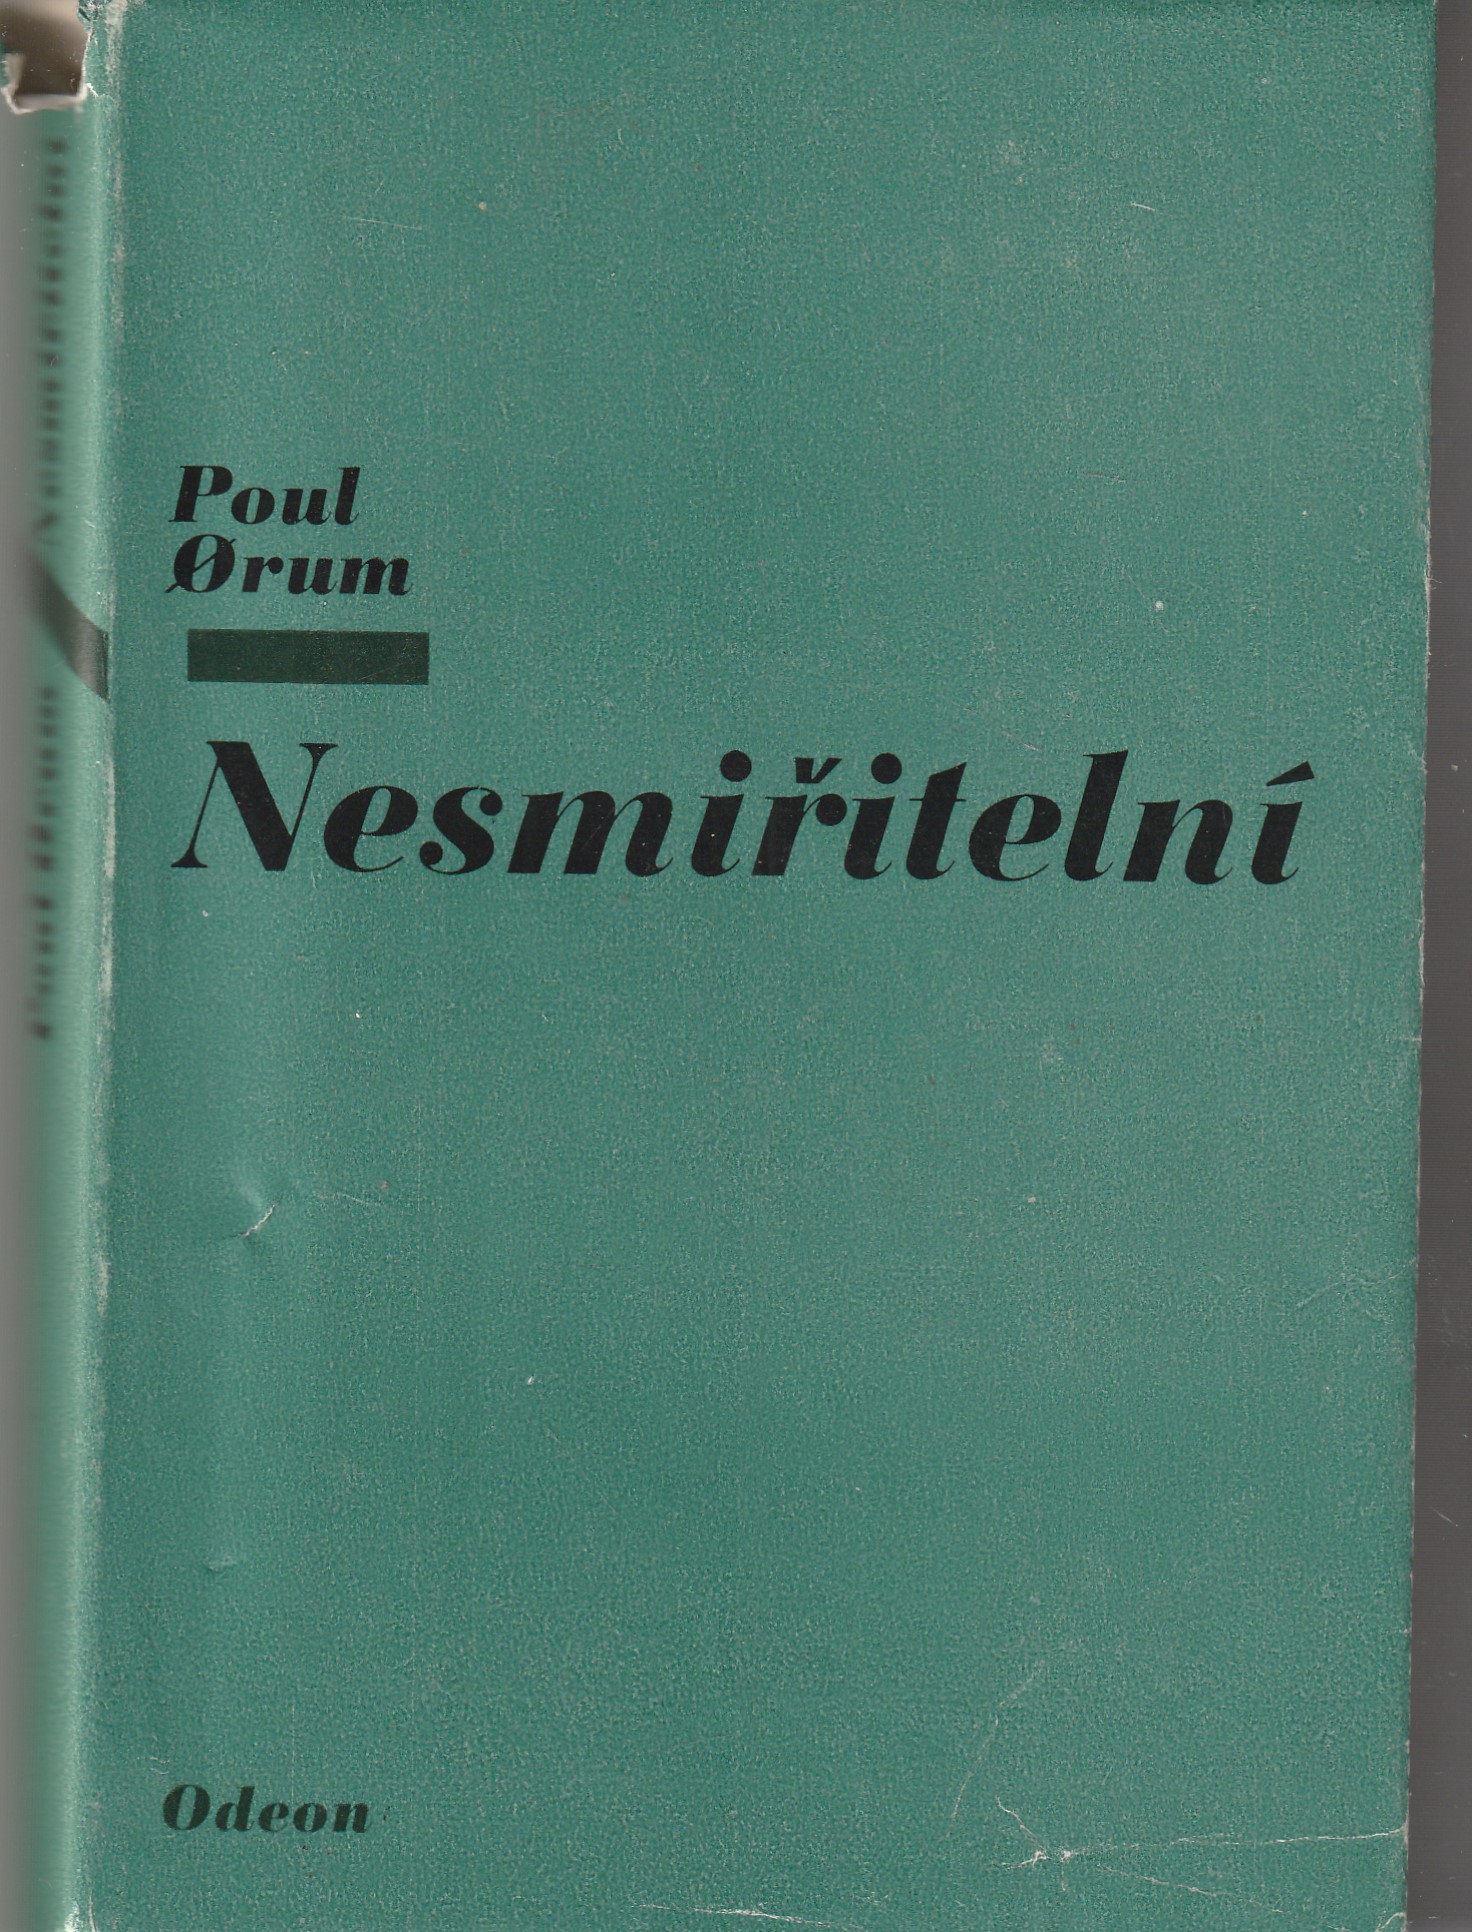 Poul
Ørum
Nesmiřitelní
Odeon